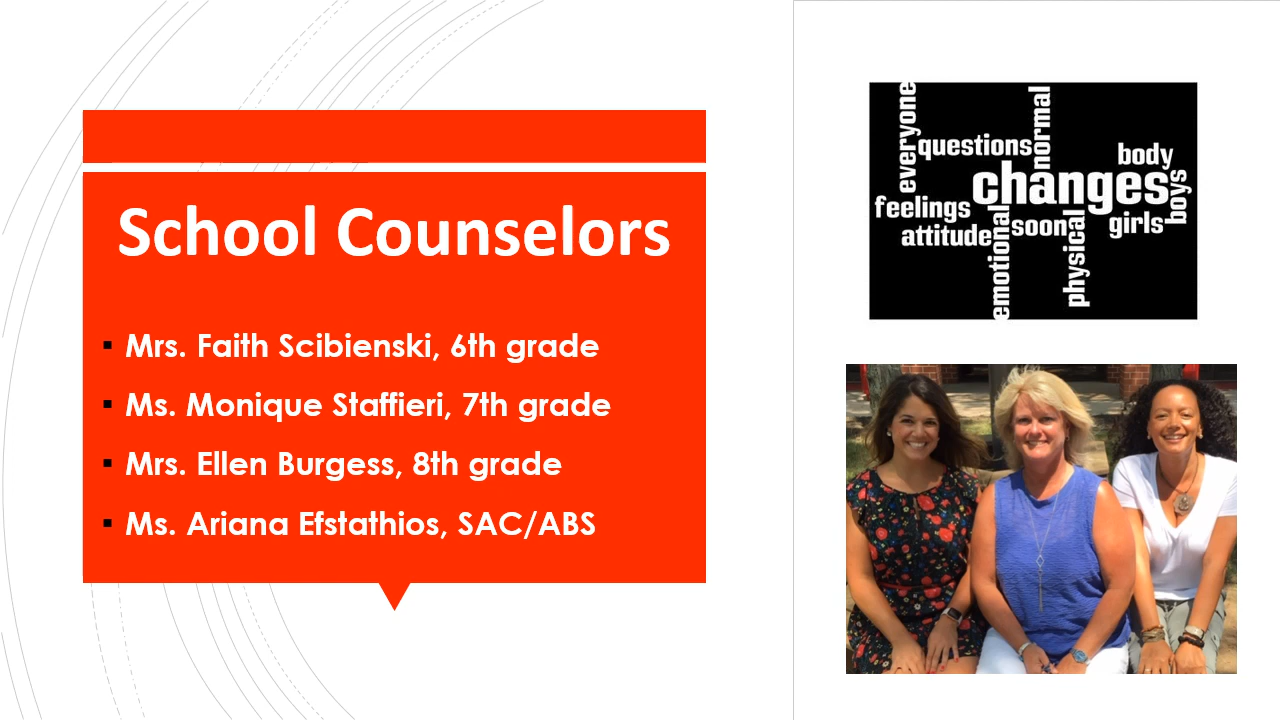 School Counselors
▪ Mrs. Faith Scibienski, 6th grade
▪ Ms. Monique Staffieri, 7th grade
▪ Mrs. Ellen Burgess, 8th grade
▪ Ms. Ariana Efstathios, SAC/ABS
everyone
questions
normal
body
changes
boys
feelings
attitude
emotional
soon
physical
girls